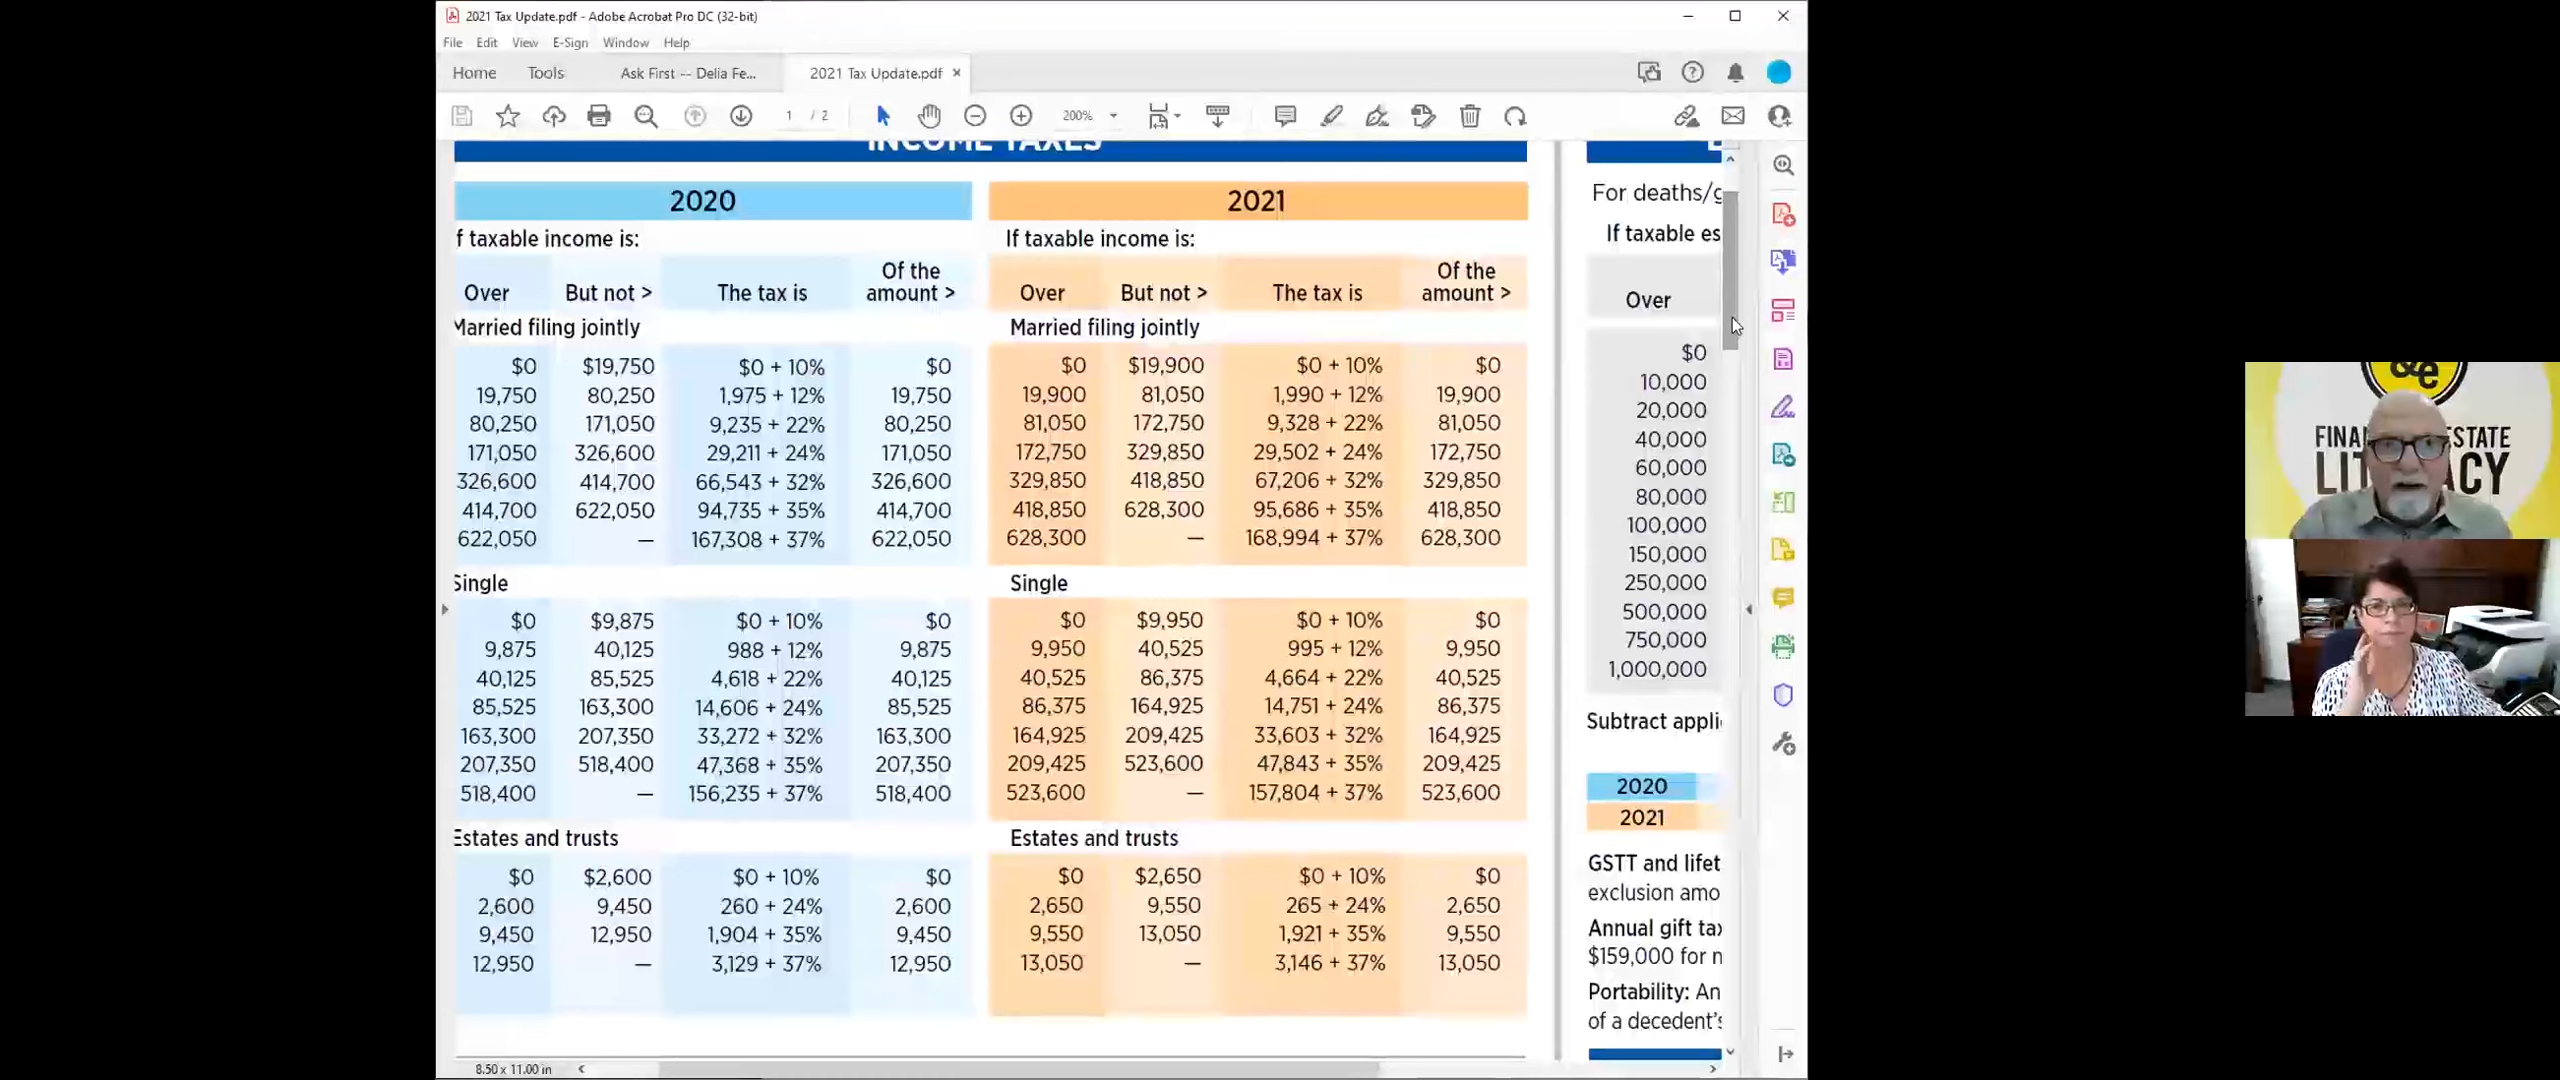 2021 Tax Update.pdf - Adobe Acrobat Pro DC (32-bit)
File Edit View E-Sign Window Help
Home Tools Ask First -- Delia Fe... 2021 Tax Update.pdf ×
1 / 2 200%
INCOME TAXES
2020
f taxable income is:
Over But not > The tax is Of the amount >
Married filing jointly
$0 $19,750 $0 + 10% $0
19,750 80,250 1,975 + 12% 19,750
80,250 171,050 9,235 + 22% 80,250
171,050 326,600 29,211 + 24% 171,050
326,600 414,700 66,543 + 32% 326,600
414,700 622,050 94,735 + 35% 414,700
622,050 — 167,308 + 37% 622,050
Single
$0 $9,875 $0 + 10% $0
9,875 40,125 988 + 12% 9,875
40,125 85,525 4,618 + 22% 40,125
85,525 163,300 14,606 + 24% 85,525
163,300 207,350 33,272 + 32% 163,300
207,350 518,400 47,368 + 35% 207,350
518,400 — 156,235 + 37% 518,400
Estates and trusts
$0 $2,600 $0 + 10% $0
2,600 9,450 260 + 24% 2,600
9,450 12,950 1,904 + 35% 9,450
12,950 — 3,129 + 37% 12,950
2021
If taxable income is:
Over But not > The tax is Of the amount >
Married filing jointly
$0 $19,900 $0 + 10% $0
19,900 81,050 1,990 + 12% 19,900
81,050 172,750 9,328 + 22% 81,050
172,750 329,850 29,502 + 24% 172,750
329,850 418,850 67,206 + 32% 329,850
418,850 628,300 95,686 + 35% 418,850
628,300 — 168,994 + 37% 628,300
Single
$0 $9,950 $0 + 10% $0
9,950 40,525 995 + 12% 9,950
40,525 86,375 4,664 + 22% 40,525
86,375 164,925 14,751 + 24% 86,375
164,925 209,425 33,603 + 32% 164,925
209,425 523,600 47,843 + 35% 209,425
523,600 — 157,804 + 37% 523,600
Estates and trusts
$0 $2,650 $0 + 10% $0
2,650 9,550 265 + 24% 2,650
9,550 13,050 1,921 + 35% 9,550
13,050 — 3,146 + 37% 13,050
For deaths/g
If taxable es
Over
$0
10,000
20,000
40,000
60,000
80,000
100,000
150,000
250,000
500,000
750,000
1,000,000
Subtract appli
2020
2021
GSTT and lifet
exclusion amo
Annual gift tax
$159,000 for n
Portability: An
of a decedent's
8.50 x 11.00 in
&e
FINA STATE
LIT ACY